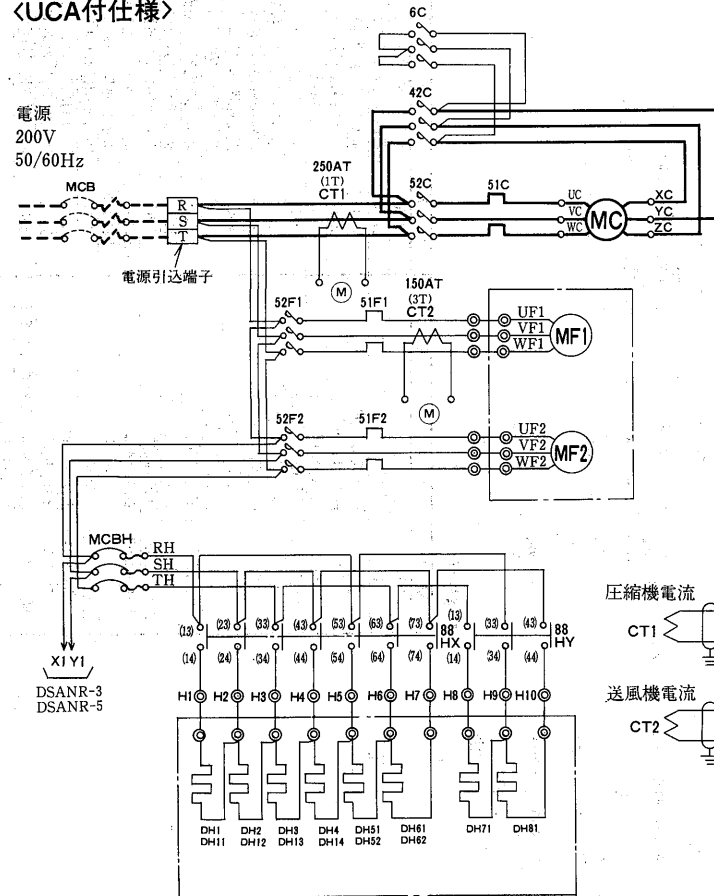 〈UCA付仕様〉
6C
42C
電源
200V
50/60Hz
MCB
250AT
(1T)
CT1
52C
51C
R
S
T
UC
VC
WC
MC
XC
YC
ZC
電源引込端子
M
150AT
(3T)
CT2
52F1
51F1
UF1
VF1
WF1
MF1
M
52F2
51F2
UF2
VF2
WF2
MF2
MCBH
RH
SH
TH
(13) (23) (33) (43) (53) (63) (73) (13) (33) (43)
88
HX
88
HY
(14) (24) (34) (44) (54) (64) (74) (14) (34) (44)
X1 Y1
DSANR-3
DSANR-5
H1 H2 H3 H4 H5 H6 H7 H8 H9 H10
圧縮機電流
CT1
送風機電流
CT2
DH1 DH2 DH3 DH4 DH51 DH61 DH71 DH81
DH11 DH12 DH13 DH14 DH52 DH62